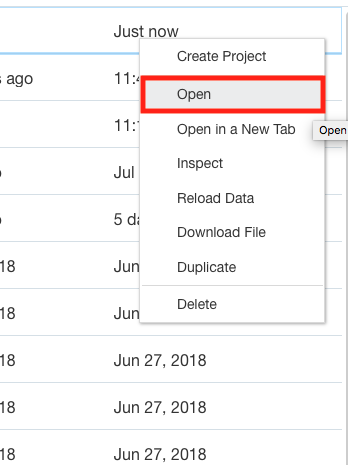 Just now
Create Project
s ago 11:4
Open
11:1
Open in a New Tab
Open
Inspect
Jul
Reload Data
5 da
Download File
18 Jun
Duplicate
18 Jun
Delete
18 Jun 27, 2018
18 Jun 27, 2018
18 Jun 27, 2018